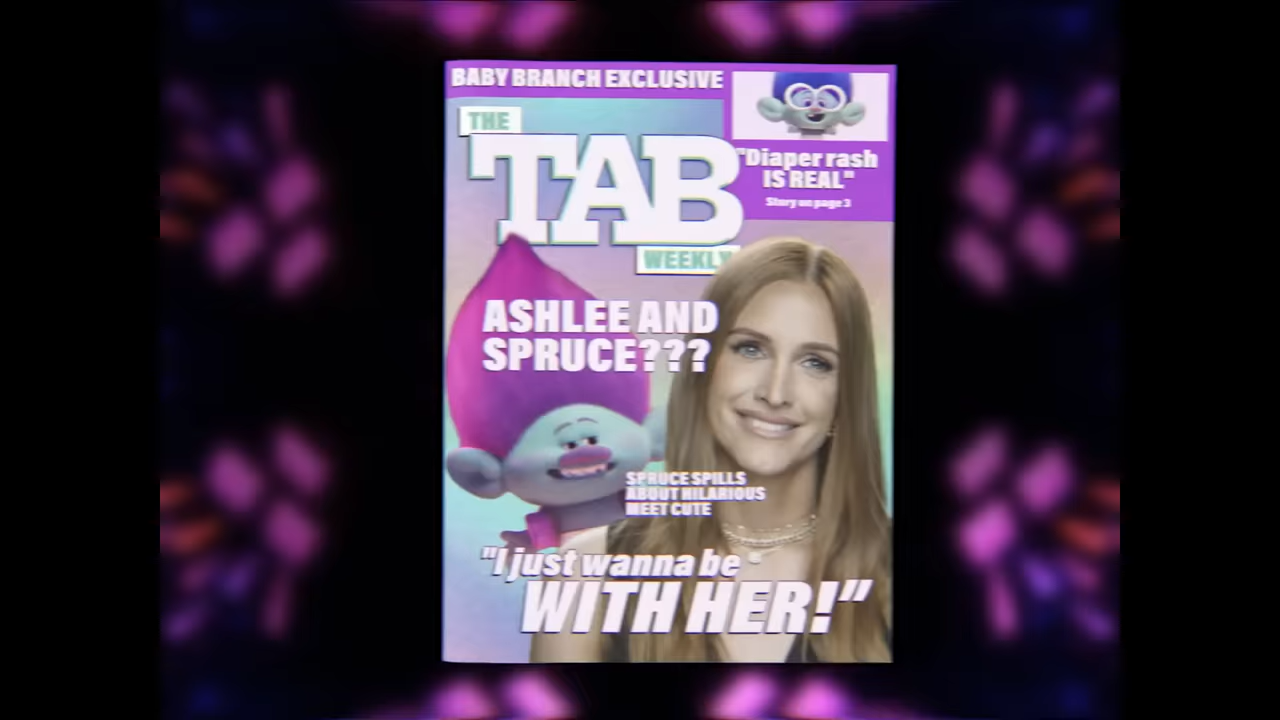 BABY BRANCH EXCLUSIVE
THE
TAB
WEEKLY
"Diaper rash
IS REAL"
Story on page 3
ASHLEE AND
SPRUCE???
SPRUCE SPILLS
ABOUT HILARIOUS
MEET CUTE
"I just wanna be
WITH HER!"